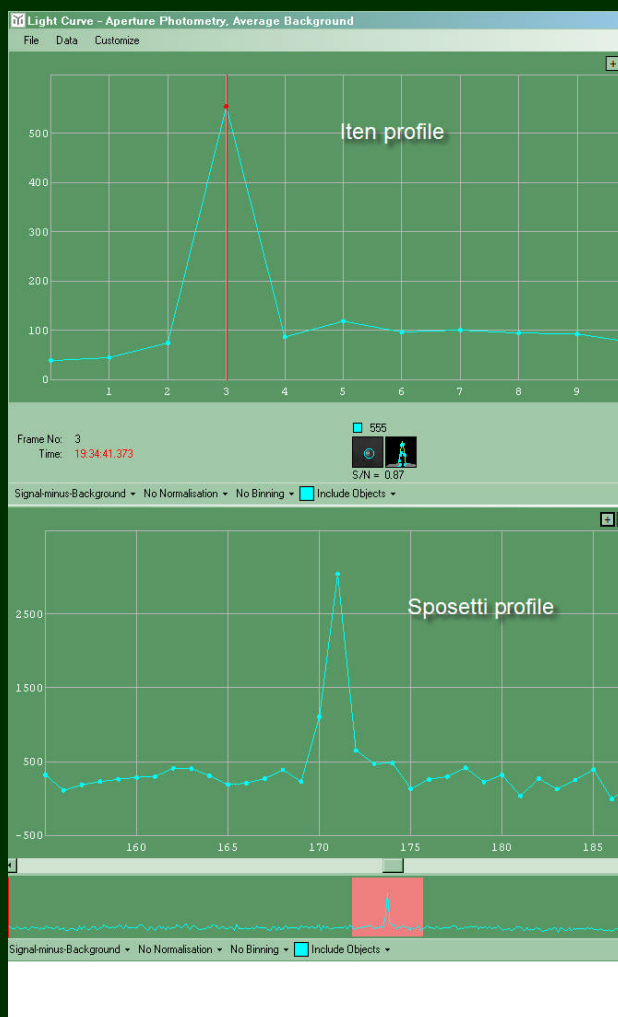 Light Curve - Aperture Photometry, Average Background
File Data Customize
+
Iten profile
500
400
300
200
100
0
1 2 3 4 5 6 7 8 9
555
Frame No: 3
Time: 19:34:41.373
S/N = 0.87
Signal-minus-Background No Normalisation No Binning Include Objects
+
Sposetti profile
2500
1500
500
-500
160 165 170 175 180 185
Signal-minus-Background No Normalisation No Binning Include Objects